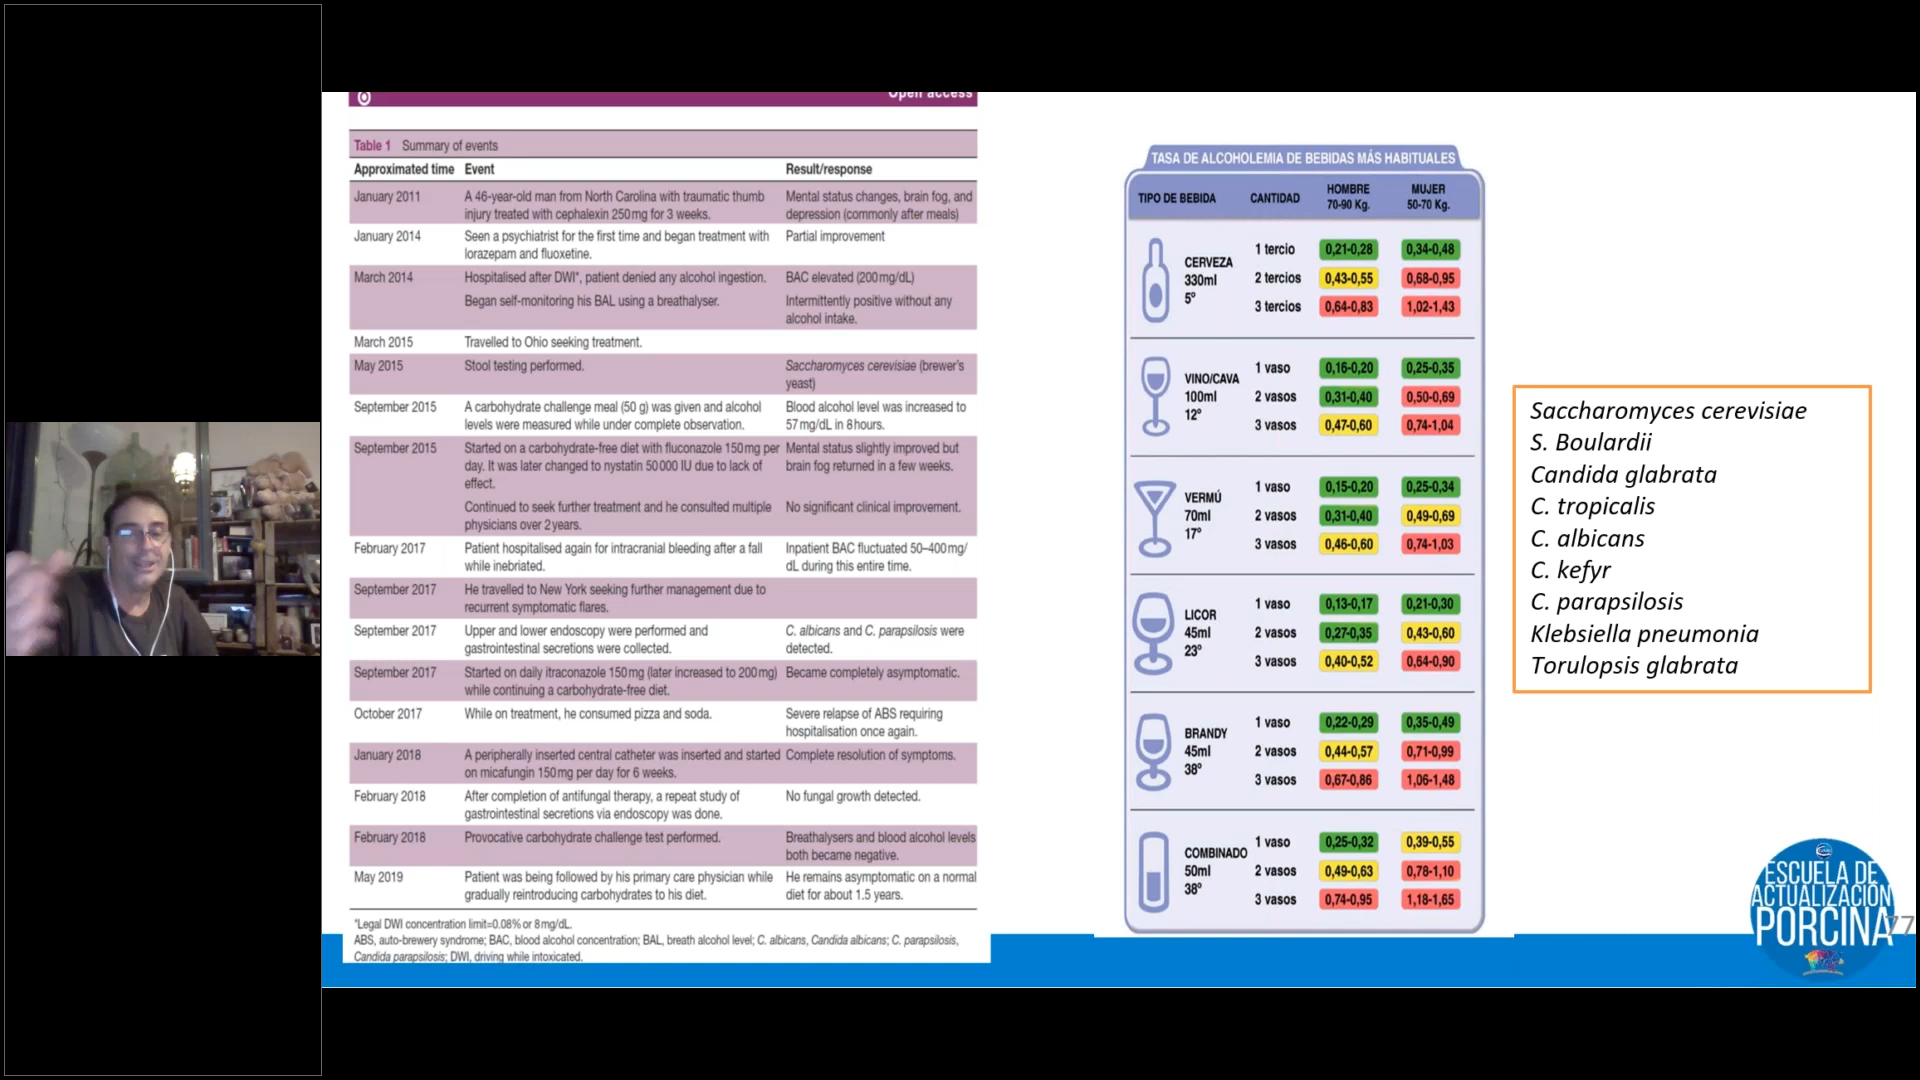 Open access
Table 1 Summary of events
Approximated time Event Result/response
January 2011 A 46-year-old man from North Carolina with traumatic thumb Mental status changes, brain fog, and
injury treated with cephalexin 250 mg for 3 weeks. depression (commonly after meals)
January 2014 Seen a psychiatrist for the first time and began treatment with Partial improvement
lorazepam and fluoxetine.
March 2014 Hospitalised after DWI*, patient denied any alcohol ingestion. BAC elevated (200 mg/dL)
Began self-monitoring his BAL using a breathalyser. Intermittently positive without any
alcohol intake.
March 2015 Travelled to Ohio seeking treatment.
May 2015 Stool testing performed. Saccharomyces cerevisiae (brewer's
yeast)
September 2015 A carbohydrate challenge meal (50 g) was given and alcohol Blood alcohol level was increased to
levels were measured while under complete observation. 57 mg/dL in 8 hours.
September 2015 Started on a carbohydrate-free diet with fluconazole 150 mg per Mental status slightly improved but
day. It was later changed to nystatin 50 000 IU due to lack of brain fog returned in a few weeks.
effect.
Continued to seek further treatment and he consulted multiple No significant clinical improvement.
physicians over 2 years.
February 2017 Patient hospitalised again for intracranial bleeding after a fall Inpatient BAC fluctuated 50–400 mg/
while inebriated. dL during this entire time.
September 2017 He travelled to New York seeking further management due to
recurrent symptomatic flares.
September 2017 Upper and lower endoscopy were performed and C. albicans and C. parapsilosis were
gastrointestinal secretions were collected. detected.
September 2017 Started on daily itraconazole 150 mg (later increased to 200 mg) Became completely asymptomatic.
while continuing a carbohydrate-free diet.
October 2017 While on treatment, he consumed pizza and soda. Severe relapse of ABS requiring
hospitalisation once again.
January 2018 A peripherally inserted central catheter was inserted and started Complete resolution of symptoms.
on micafungin 150 mg per day for 6 weeks.
February 2018 After completion of antifungal therapy, a repeat study of No fungal growth detected.
gastrointestinal secretions via endoscopy was done.
February 2018 Provocative carbohydrate challenge test performed. Breathalysers and blood alcohol levels
both became negative.
May 2019 Patient was being followed by his primary care physician while He remains asymptomatic on a normal
gradually reintroducing carbohydrates to his diet. diet for about 1.5 years.
*Legal DWI concentration limit=0.08% or 8 mg/dL.
ABS, auto-brewery syndrome; BAC, blood alcohol concentration; BAL, breath alcohol level; C. albicans, Candida albicans; C. parapsilosis,
Candida parapsilosis; DWI, driving while intoxicated.
TASA DE ALCOHOLEMIA DE BEBIDAS MÁS HABITUALES
TIPO DE BEBIDA CANTIDAD HOMBRE 70-90 Kg. MUJER 50-70 Kg.
CERVEZA
330ml
5º
1 tercio 0,21-0,28 0,34-0,48
2 tercios 0,43-0,55 0,68-0,95
3 tercios 0,64-0,83 1,02-1,43
VINO/CAVA
100ml
12º
1 vaso 0,16-0,20 0,25-0,35
2 vasos 0,31-0,40 0,50-0,69
3 vasos 0,47-0,60 0,74-1,04
VERMÚ
70ml
17º
1 vaso 0,15-0,20 0,25-0,34
2 vasos 0,31-0,40 0,49-0,69
3 vasos 0,46-0,60 0,74-1,03
LICOR
45ml
23º
1 vaso 0,13-0,17 0,21-0,30
2 vasos 0,27-0,35 0,43-0,60
3 vasos 0,40-0,52 0,64-0,90
BRANDY
45ml
38º
1 vaso 0,22-0,29 0,35-0,49
2 vasos 0,44-0,57 0,71-0,99
3 vasos 0,67-0,86 1,06-1,48
COMBINADO
50ml
38º
1 vaso 0,25-0,32 0,39-0,55
2 vasos 0,49-0,63 0,78-1,10
3 vasos 0,74-0,95 1,18-1,65
Saccharomyces cerevisiae
S. Boulardii
Candida glabrata
C. tropicalis
C. albicans
C. kefyr
C. parapsilosis
Klebsiella pneumonia
Torulopsis glabrata
ESCUELA DE
ACTUALIZACIÓN
PORCINA
77